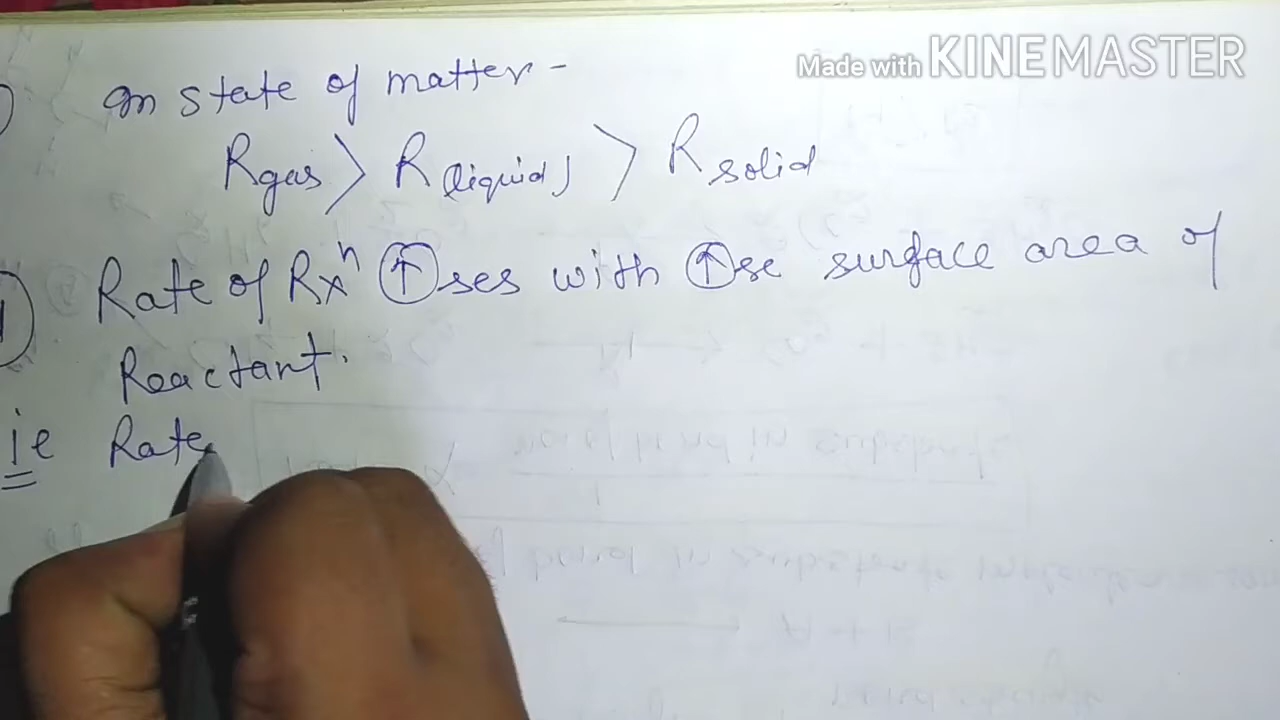 Made with KINEMASTER
On state of matter -
Rgas > R(liquid) > Rsolid
Rate of Rxⁿ ↑ses with ↑se surface area of
Reactant.
ie Rate